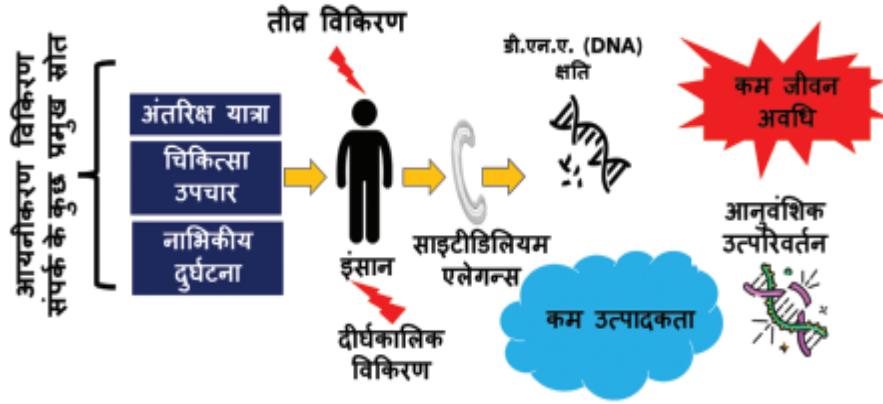 आयनीकरण विकिरण
संपर्क के कुछ प्रमुख स्रोत
अंतरिक्ष यात्रा
चिकित्सा
उपचार
नाभिकीय
दुर्घटना
तीव्र विकिरण
इंसान
दीर्घकालिक
विकिरण
साइटीडिलियम
एलेगन्स
डी.एन.ए. (DNA)
क्षति
कम जीवन
अवधि
आनुवंशिक
उत्परिवर्तन
कम उत्पादकता